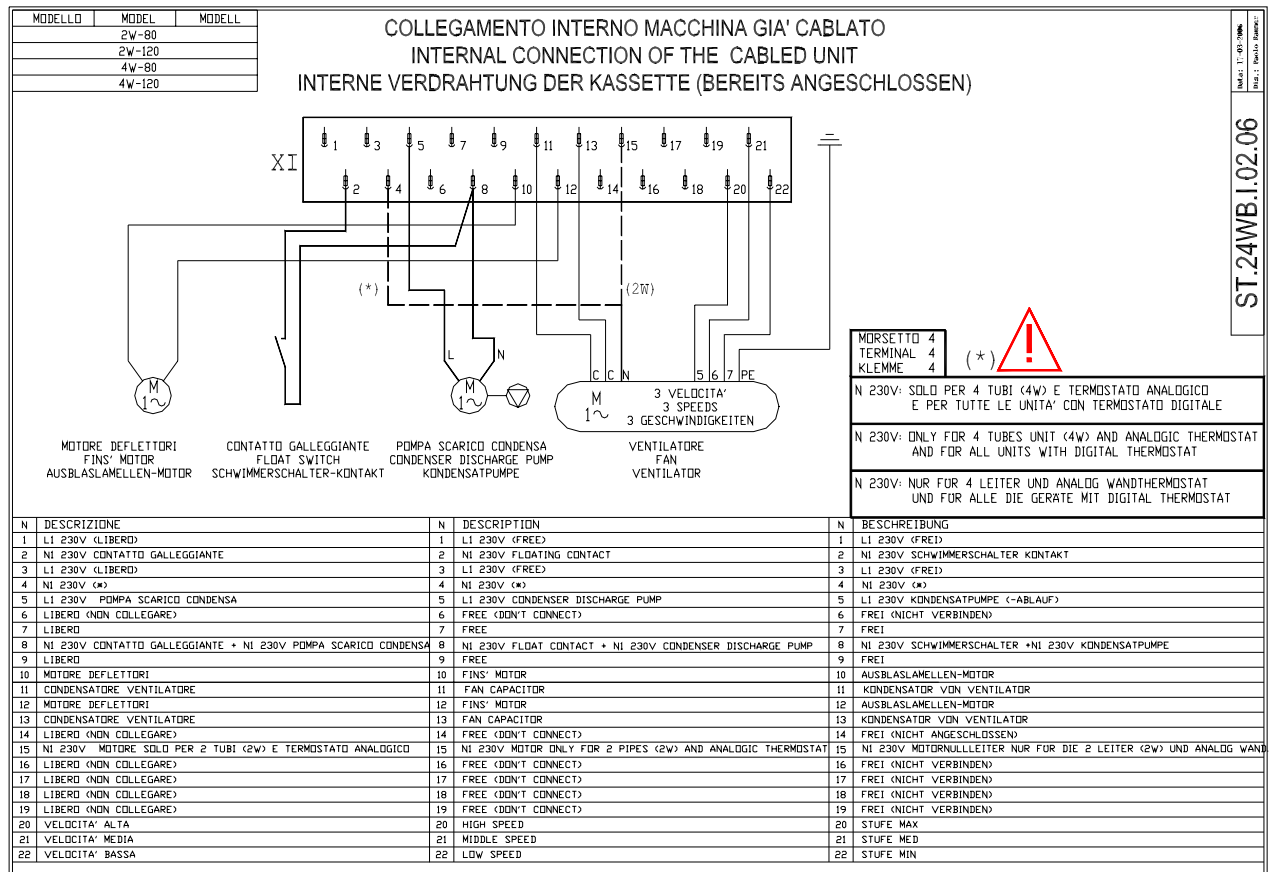 MODELLO MODEL MODELL
2W-80
2W-120
4W-80
4W-120
COLLEGAMENTO INTERNO MACCHINA GIA' CABLATO
INTERNAL CONNECTION OF THE CABLED UNIT
INTERNE VERDRAHTUNG DER KASSETTE (BEREITS ANGESCHLOSSEN)
ST.24WB.I.02.06
XI
1 3 5 7 9 11 13 15 17 19 21
2 4 6 8 10 12 14 16 18 20 22
(*)
(2W)
L N
M
1~
M
1~
C C N 5 6 7 PE
M
1~
3 VELOCITA'
3 SPEEDS
3 GESCHWINDIGKEITEN
MOTORE DEFLETTORI
FINS' MOTOR
AUSBLASLAMELLEN-MOTOR
CONTATTO GALLEGGIANTE
FLOAT SWITCH
SCHWIMMERSCHALTER-KONTAKT
POMPA SCARICO CONDENSA
CONDENSER DISCHARGE PUMP
KONDENSATPUMPE
VENTILATORE
FAN
VENTILATOR
MORSETTO 4
TERMINAL 4
KLEMME 4
(*)
!
N 230V: SOLO PER 4 TUBI (4W) E TERMOSTATO ANALOGICO
E PER TUTTE LE UNITA' CON TERMOSTATO DIGITALE
N 230V: ONLY FOR 4 TUBES UNIT (4W) AND ANALOGIC THERMOSTAT
AND FOR ALL UNITS WITH DIGITAL THERMOSTAT
N 230V: NUR FUR 4 LEITER UND ANALOG WANDTHERMOSTAT
UND FUR ALLE DIE GERATE MIT DIGITAL THERMOSTAT
N DESCRIZIONE N DESCRIPTION N BESCHREIBUNG
1 L1 230V (LIBERO) 1 L1 230V (FREE) 1 L1 230V (FREI)
2 N1 230V CONTATTO GALLEGGIANTE 2 N1 230V FLOATING CONTACT 2 N1 230V SCHWIMMERSCHALTER KONTAKT
3 L1 230V (LIBERO) 3 L1 230V (FREE) 3 L1 230V (FREI)
4 N1 230V (*) 4 N1 230V (*) 4 N1 230V (*)
5 L1 230V POMPA SCARICO CONDENSA 5 L1 230V CONDENSER DISCHARGE PUMP 5 L1 230V KONDENSATPUMPE (-ABLAUF)
6 LIBERO (NON COLLEGARE) 6 FREE (DON'T CONNECT) 6 FREI (NICHT VERBINDEN)
7 LIBERO 7 FREE 7 FREI
8 N1 230V CONTATTO GALLEGGIANTE + N1 230V POMPA SCARICO CONDENSA 8 N1 230V FLOAT CONTACT + N1 230V CONDENSER DISCHARGE PUMP 8 N1 230V SCHWIMMERSCHALTER +N1 230V KONDENSATPUMPE
9 LIBERO 9 FREE 9 FREI
10 MOTORE DEFLETTORI 10 FINS' MOTOR 10 AUSBLASLAMELLEN-MOTOR
11 CONDENSATORE VENTILATORE 11 FAN CAPACITOR 11 KONDENSATOR VON VENTILATOR
12 MOTORE DEFLETTORI 12 FINS' MOTOR 12 AUSBLASLAMELLEN-MOTOR
13 CONDENSATORE VENTILATORE 13 FAN CAPACITOR 13 KONDENSATOR VON VENTILATOR
14 LIBERO (NON COLLEGARE) 14 FREE (DON'T CONNECT) 14 FREI (NICHT ANGESCHLOSSEN)
15 N1 230V MOTORE SOLO PER 2 TUBI (2W) E TERMOSTATO ANALOGICO 15 N1 230V MOTOR ONLY FOR 2 PIPES (2W) AND ANALOGIC THERMOSTAT 15 N1 230V MOTORNULLLEITER NUR FUR DIE 2 LEITER (2W) UND ANALOG WAND
16 LIBERO (NON COLLEGARE) 16 FREE (DON'T CONNECT) 16 FREI (NICHT VERBINDEN)
17 LIBERO (NON COLLEGARE) 17 FREE (DON'T CONNECT) 17 FREI (NICHT VERBINDEN)
18 LIBERO (NON COLLEGARE) 18 FREE (DON'T CONNECT) 18 FREI (NICHT VERBINDEN)
19 LIBERO (NON COLLEGARE) 19 FREE (DON'T CONNECT) 19 FREI (NICHT VERBINDEN)
20 VELOCITA' ALTA 20 HIGH SPEED 20 STUFE MAX
21 VELOCITA' MEDIA 21 MIDDLE SPEED 21 STUFE MED
22 VELOCITA' BASSA 22 LOW SPEED 22 STUFE MIN